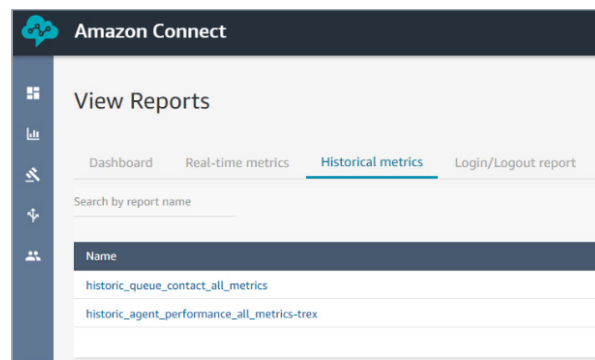 Amazon Connect
View Reports
Dashboard Real-time metrics Historical metrics Login/Logout report
Search by report name
Name
historic_queue_contact_all_metrics
historic_agent_performance_all_metrics-trex